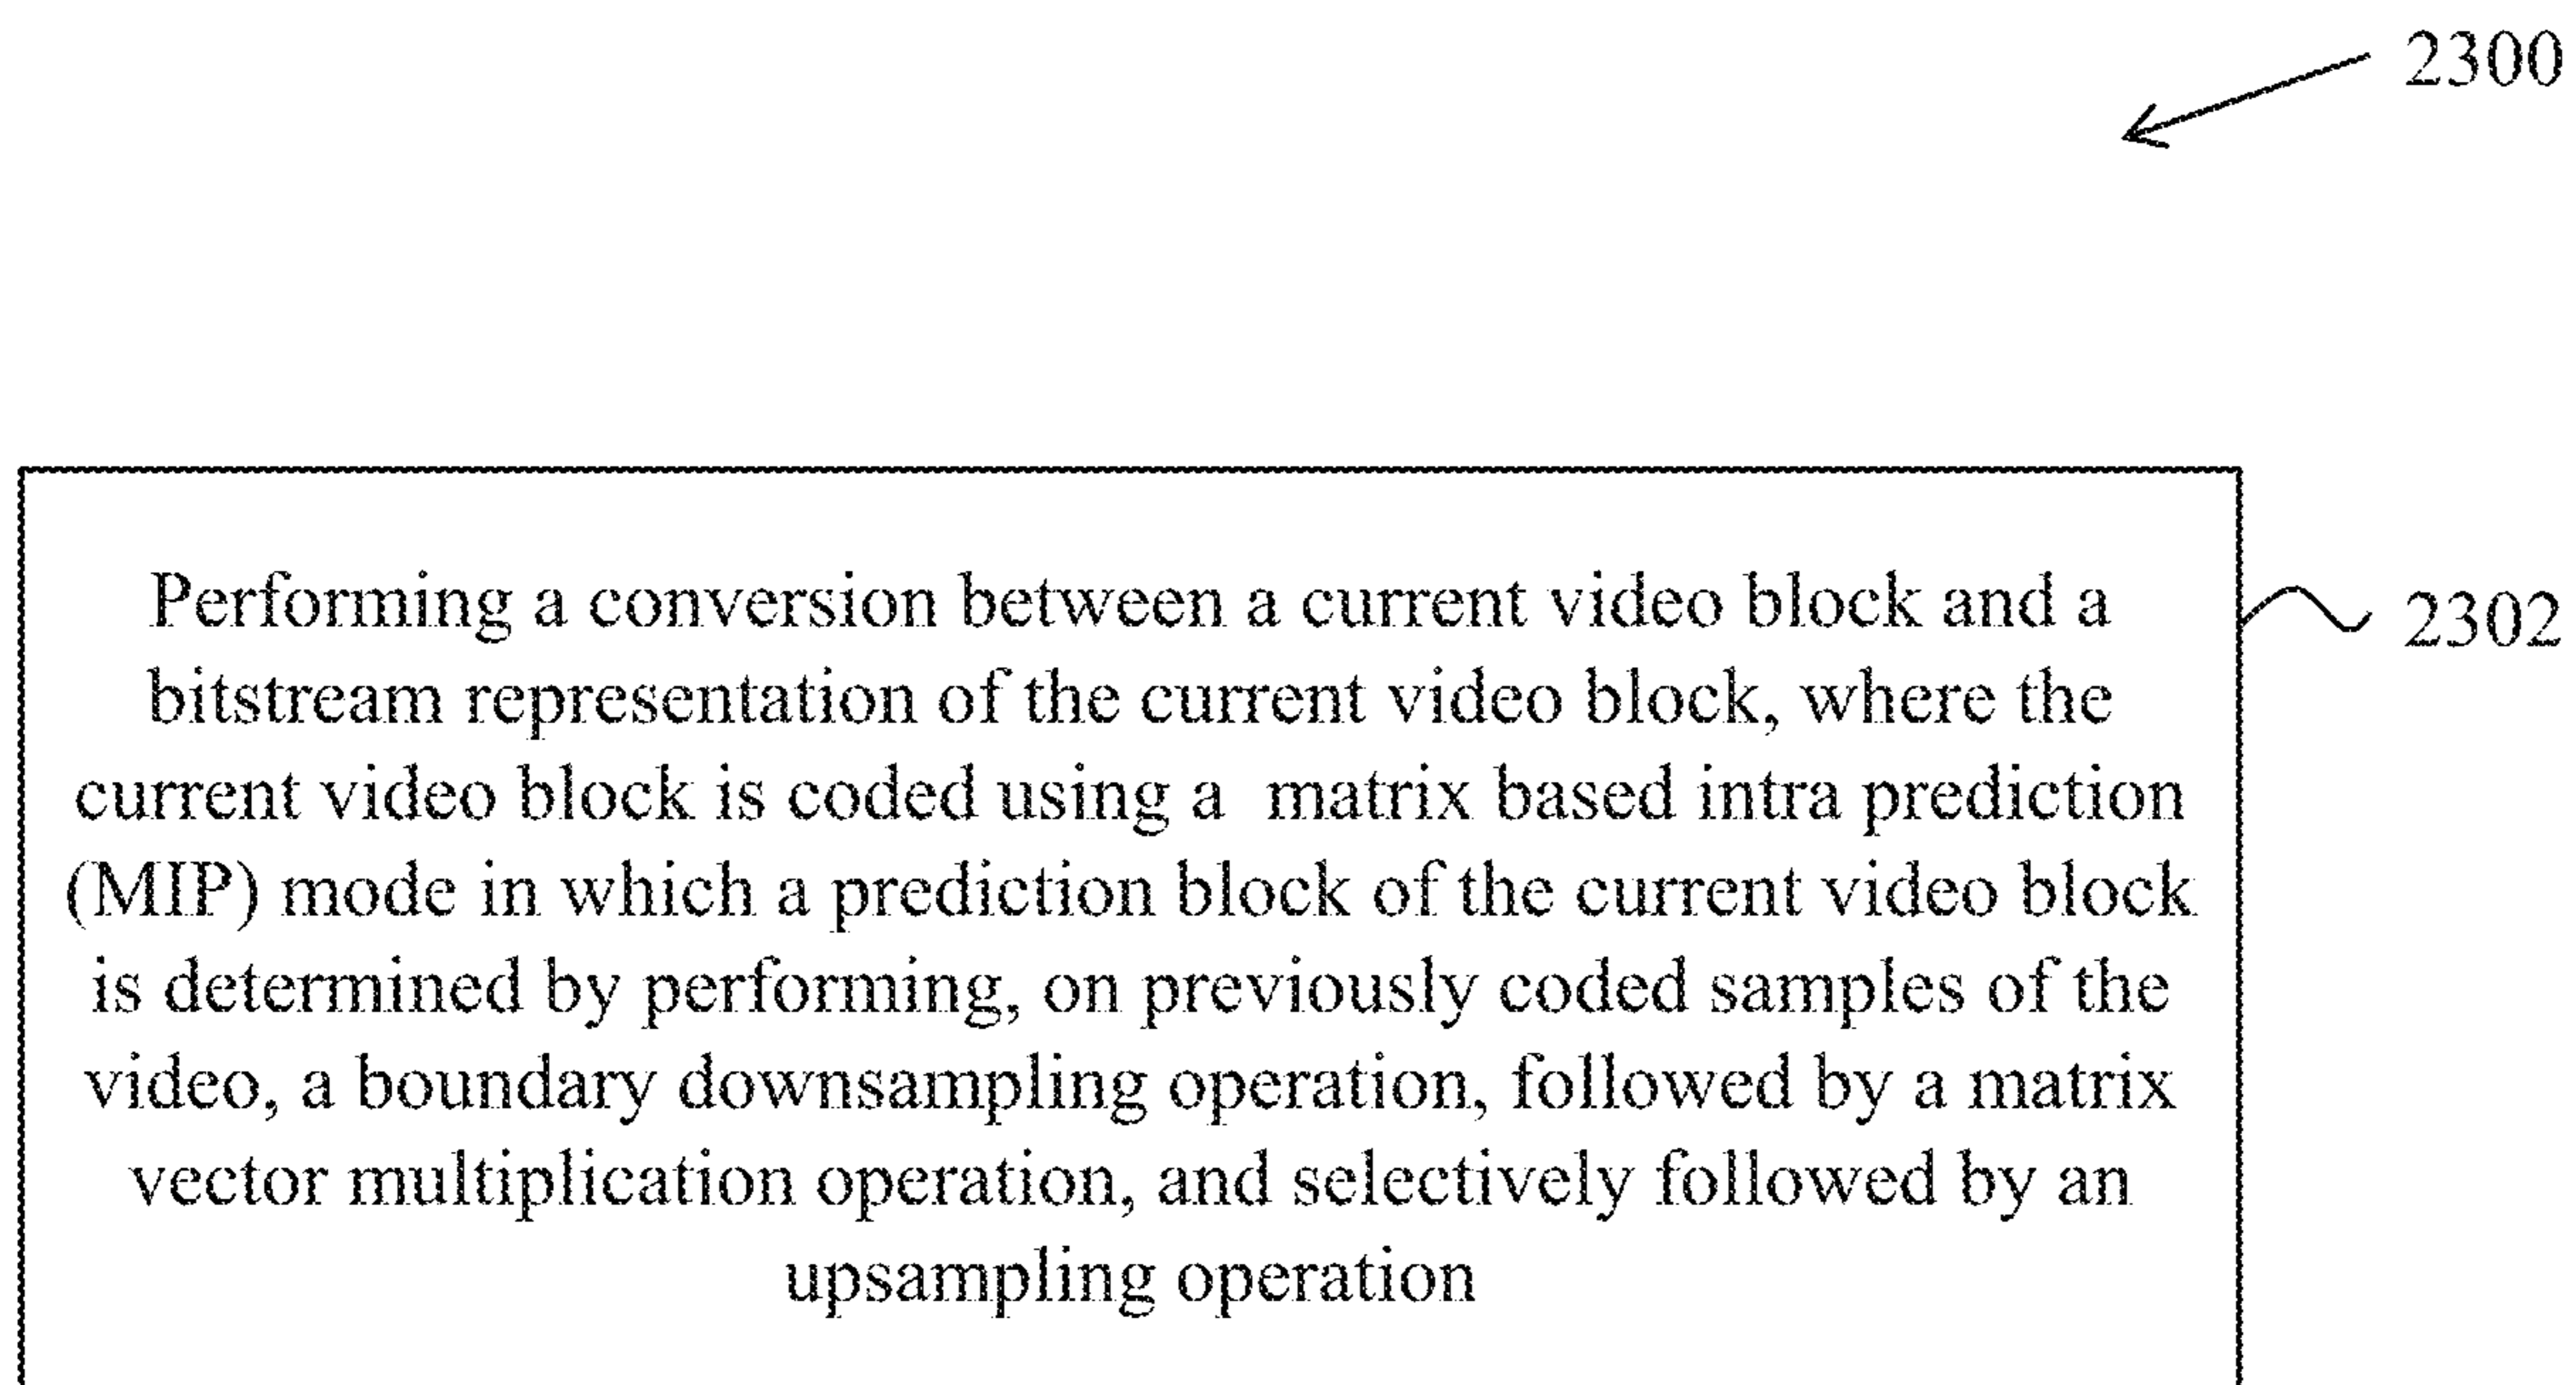 2300
Performing a conversion between a current video block and a
2302
bitstream representation of the current video block, where the
current video block is coded using a  matrix based intra prediction
(MIP) mode in which a prediction block of the current video block
is determined by performing, on previously coded samples of the
video, a boundary downsampling operation, followed by a matrix
vector multiplication operation, and selectively followed by an
upsampling operation